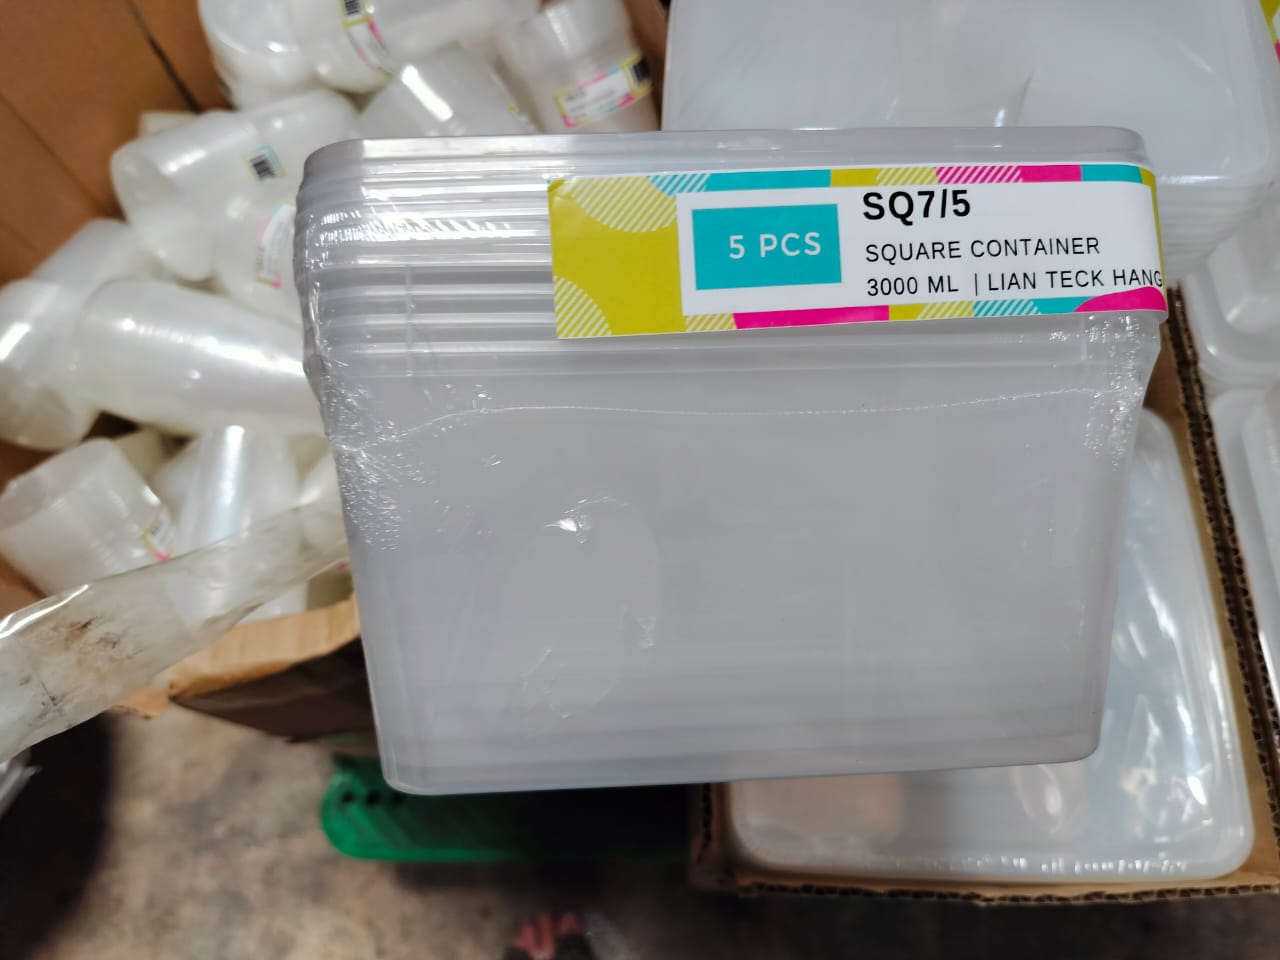 5 PCS
SQ7/5
SQUARE CONTAINER
3000 ML | LIAN TECK HANG